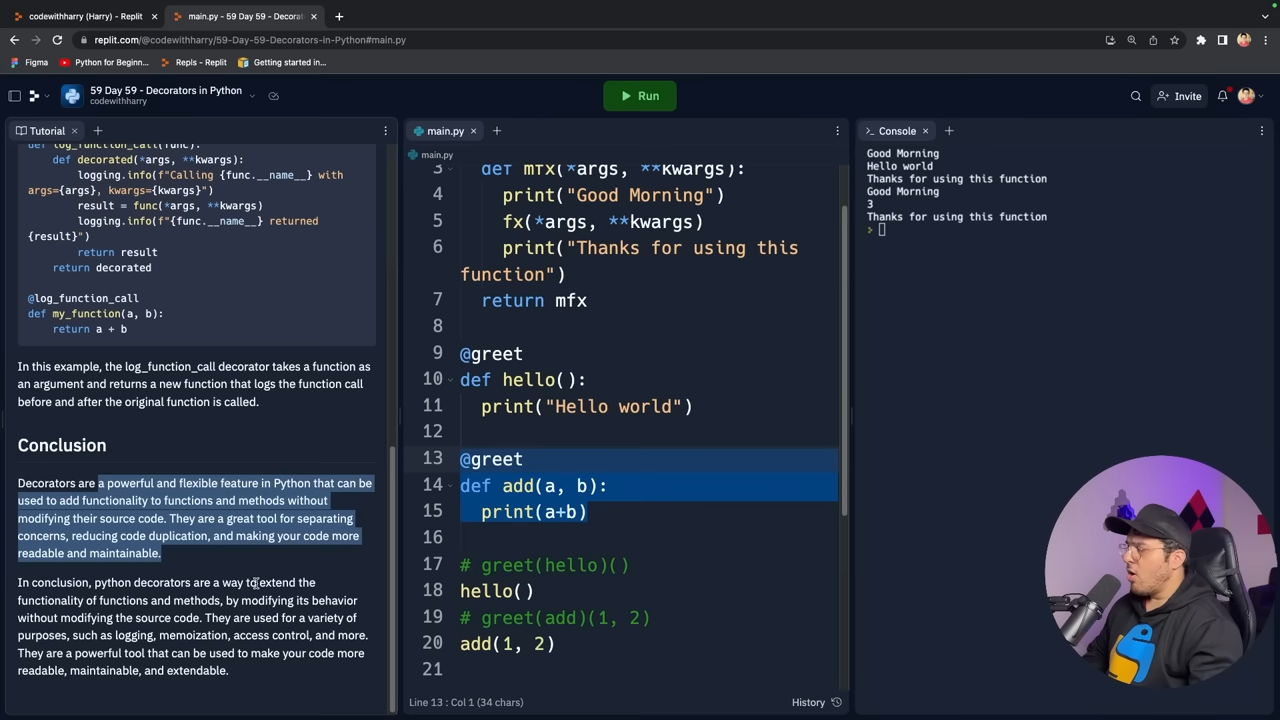 codewithharry (Harry) - Replit
main.py - 59 Day 59 - Decorat
replit.com/@codewithharry/59-Day-59-Decorators-in-Python#main.py
Figma
Python for Beginn...
Repls - Replit
Getting started in...
59 Day 59 - Decorators in Python
codewithharry
Run
Invite
Tutorial
def log_function_call(func):
def decorated(*args, **kwargs):
logging.info(f"Calling {func.__name__} with
args={args}, kwargs={kwargs}")
result = func(*args, **kwargs)
logging.info(f"{func.__name__} returned
{result}")
return result
return decorated
@log_function_call
def my_function(a, b):
return a + b
In this example, the log_function_call decorator takes a function as
an argument and returns a new function that logs the function call
before and after the original function is called.
Conclusion
Decorators are a powerful and flexible feature in Python that can be
used to add functionality to functions and methods without
modifying their source code. They are a great tool for separating
concerns, reducing code duplication, and making your code more
readable and maintainable.
In conclusion, python decorators are a way to extend the
functionality of functions and methods, by modifying its behavior
without modifying the source code. They are used for a variety of
purposes, such as logging, memoization, access control, and more.
They are a powerful tool that can be used to make your code more
readable, maintainable, and extendable.
main.py
main.py
3 def mfx(*args, **kwargs):
4 print("Good Morning")
5 fx(*args, **kwargs)
6 print("Thanks for using this
function")
7 return mfx
8
9 @greet
10 def hello():
11 print("Hello world")
12
13 @greet
14 def add(a, b):
15 print(a+b)
16
17 # greet(hello)()
18 hello()
19 # greet(add)(1, 2)
20 add(1, 2)
21
Line 13 : Col 1 (34 chars)
History
Console
Good Morning
Hello world
Thanks for using this function
Good Morning
3
Thanks for using this function
>